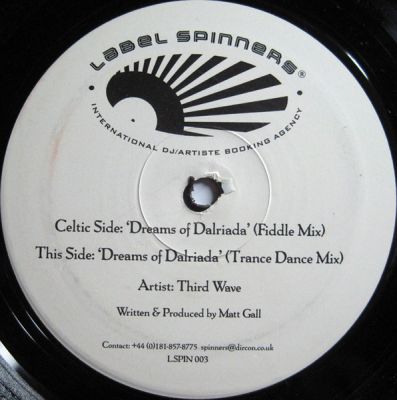 LABEL SPINNERS®
· INTERNATIONAL DJ/ARTISTE BOOKING AGENCY ·
Celtic Side: ‘Dreams of Dalriada’ (Fiddle Mix)
This Side: ‘Dreams of Dalriada’ (Trance Dance Mix)
Artist: Third Wave
Written & Produced by Matt Gall
Contact: +44 (0)181-857-8775 spinners@dircon.co.uk
LSPIN 003